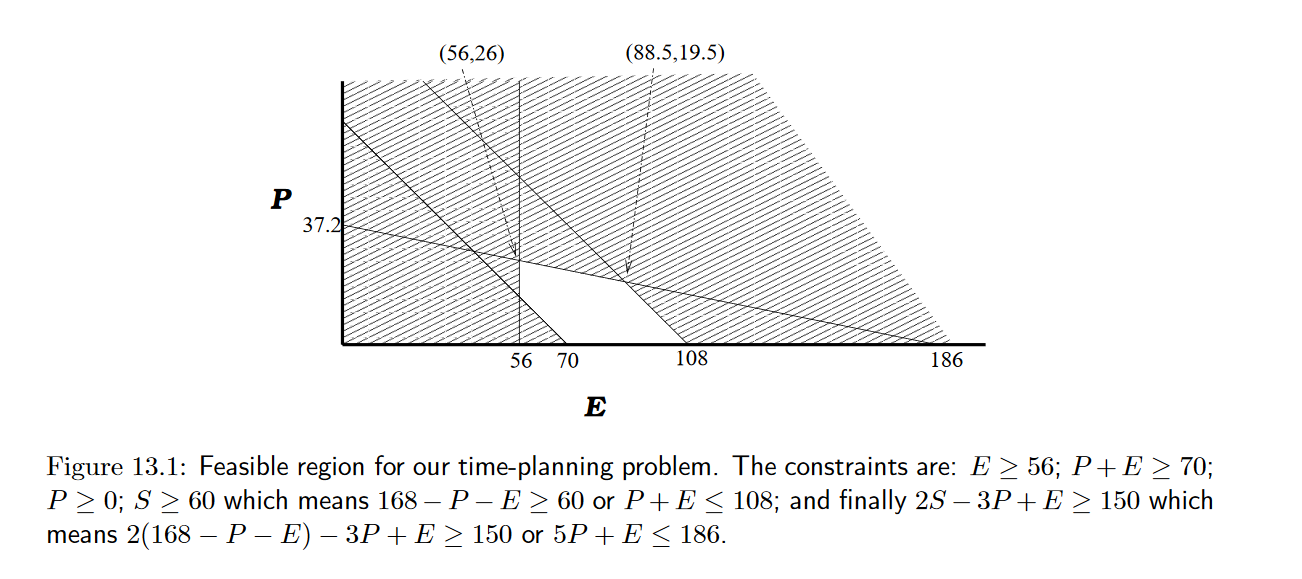 (56,26) (88.5,19.5)
P
37.2
56 70 108 186
E
Figure 13.1: Feasible region for our time-planning problem. The constraints are: E ≥ 56; P + E ≥ 70;
P ≥ 0; S ≥ 60 which means 168 − P − E ≥ 60 or P + E ≤ 108; and finally 2S − 3P + E ≥ 150 which
means 2(168 − P − E) − 3P + E ≥ 150 or 5P + E ≤ 186.